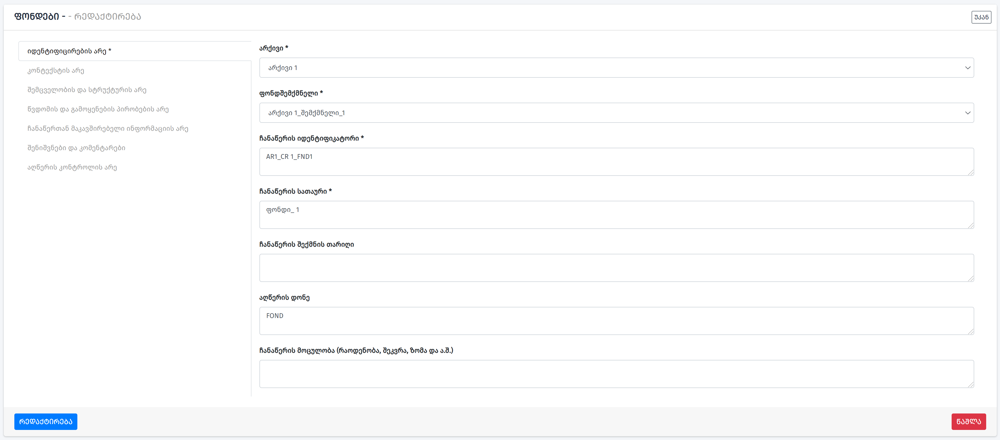 ფონდები - - რედაქტირება
უკან
იდენტიფიცირების არე *
კონტექსტის არე
შემცველობის და სტრუქტურის არე
წვდომის და გამოყენების პირობების არე
ჩანაწერთან მაკავშირებელი ინფორმაციის არე
შენიშვნები და კომენტარები
აღწერის კონტროლის არე
არქივი *
არქივი 1
ფონდშემქმნელი *
არქივი 1_შემქმნელი_1
ჩანაწერის იდენტიფიკატორი *
AR1_CR 1_FND1
ჩანაწერის სათაური *
ფონდი_ 1
ჩანაწერის შექმნის თარიღი
აღწერის დონე
FOND
ჩანაწერის მოცულობა (რაოდენობა, შეკვრა, ზომა და ა.შ.)
რედაქტირება
წაშლა